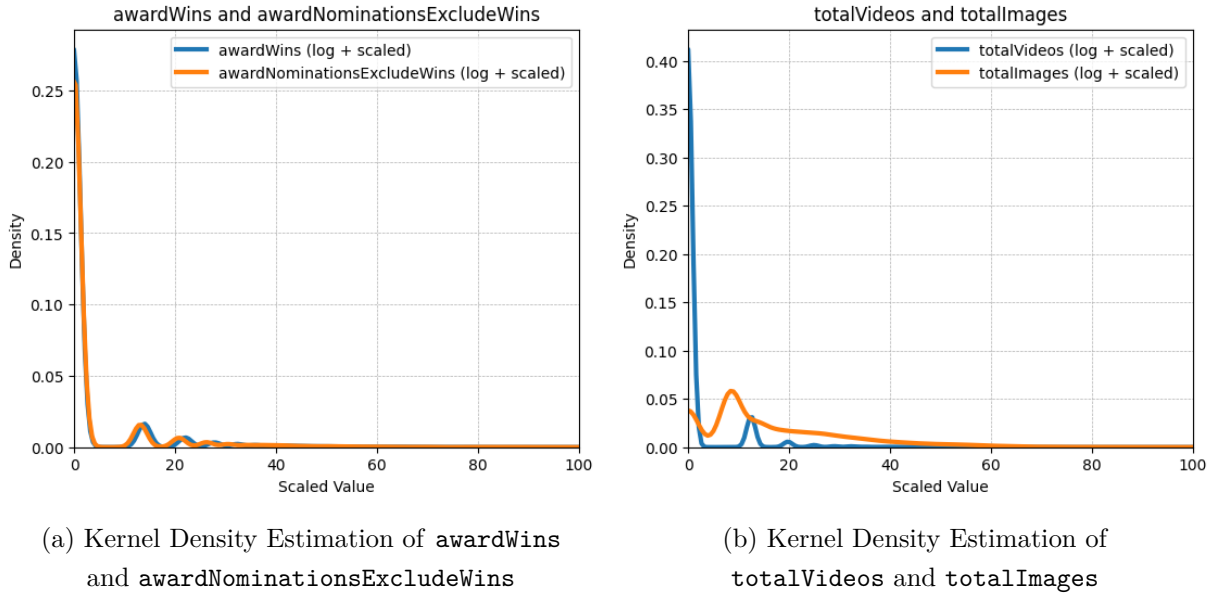 awardWins and awardNominationsExcludeWins
awardWins (log + scaled)
awardNominationsExcludeWins (log + scaled)
0.25
0.20
0.15
0.10
0.05
0.00
Density
0
20
40
60
80
100
Scaled Value
(a) Kernel Density Estimation of awardWins
and awardNominationsExcludeWins
totalVideos and totalImages
totalVideos (log + scaled)
totalImages (log + scaled)
0.40
0.35
0.30
0.25
0.20
0.15
0.10
0.05
0.00
Density
0
20
40
60
80
100
Scaled Value
(b) Kernel Density Estimation of
totalVideos and totalImages